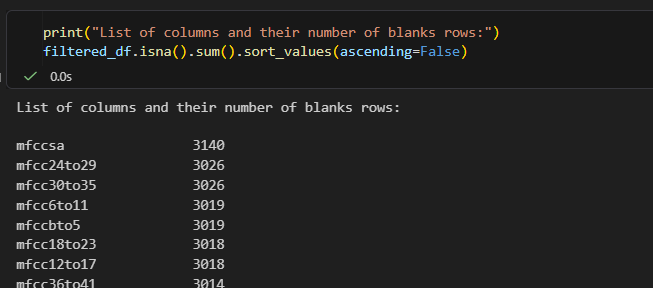 print("List of columns and their number of blanks rows:")
filtered_df.isna().sum().sort_values(ascending=False)
0.0s
List of columns and their number of blanks rows:
mfccsa 3140
mfcc24to29 3026
mfcc30to35 3026
mfcc6to11 3019
mfccbto5 3019
mfcc18to23 3018
mfcc12to17 3018
mfcc36to41 3014